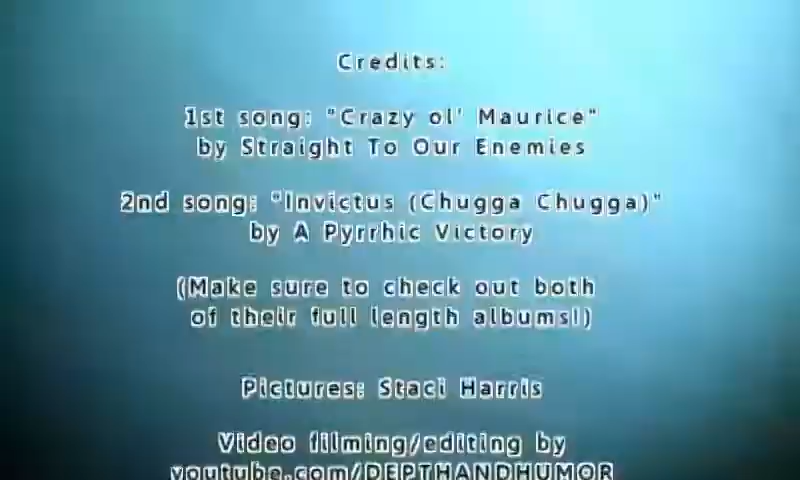 Credits:
1st song: "Crazy ol' Maurice"
by Straight To Our Enemies
2nd song: "Invictus (Chugga Chugga)"
by A Pyrrhic Victory
(Make sure to check out both
of their full length albums!)
Pictures: Staci Harris
Video filming/editing by
youtube.com/DEPTHANDHUMOR